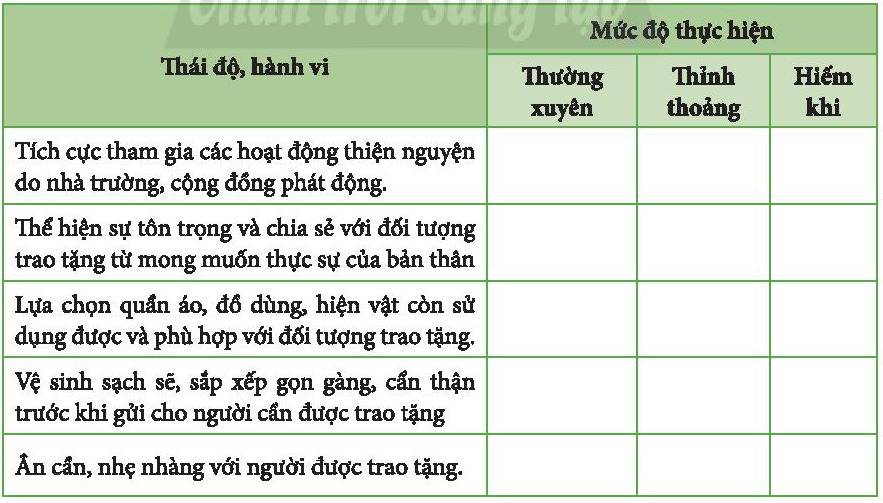 Chân trời sáng tạo
Thái độ, hành vi
Mức độ thực hiện
Thường
xuyên
Thỉnh
thoảng
Hiếm
khi
Tích cực tham gia các hoạt động thiện nguyện
do nhà trường, cộng đồng phát động.
Thể hiện sự tôn trọng và chia sẻ với đối tượng
trao tặng từ mong muốn thực sự của bản thân
Lựa chọn quần áo, đồ dùng, hiện vật còn sử
dụng được và phù hợp với đối tượng trao tặng.
Vệ sinh sạch sẽ, sắp xếp gọn gàng, cẩn thận
trước khi gửi cho người cần được trao tặng
Ân cần, nhẹ nhàng với người được trao tặng.